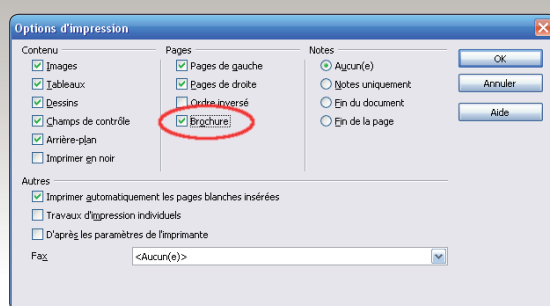 Options d'impression
Contenu
Images
Tableaux
Dessins
Champs de contrôle
Arrière-plan
Imprimer en noir
Pages
Pages de gauche
Pages de droite
Ordre inversé
Brochure
Notes
Aucun(e)
Notes uniquement
Fin du document
Fin de la page
OK
Annuler
Aide
Autres
Imprimer automatiquement les pages blanches insérées
Travaux d'impression individuels
D'après les paramètres de l'imprimante
Fax <Aucun(e)>